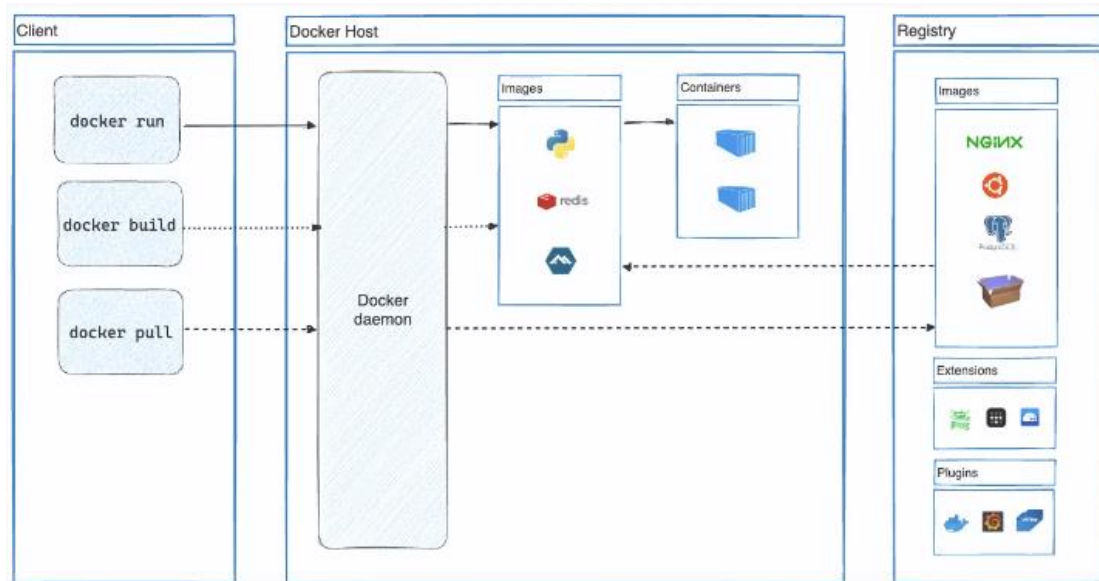 Client
docker run
docker build
docker pull
Docker Host
Docker
daemon
Images
redis
Containers
Registry
Images
NGINX
PostgreSQL
Extensions
Plugins